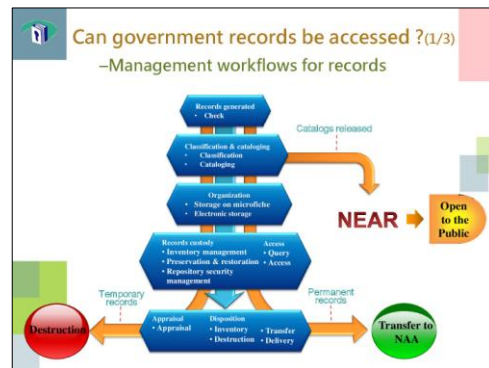 Can government records be accessed ?(1/3)
–Management workflows for records
Records generated
• Check
Catalogs released
Classification & cataloging
• Classification
• Cataloging
Organization
• Storage on microfiche
• Electronic storage
NEAR
Open
to the
Public
Records custody
• Inventory management
• Preservation & restoration
• Repository security
management
Access
• Query
• Access
Temporary
records
Permanent
records
Destruction
Appraisal
• Appraisal
Disposition
• Inventory
• Destruction
• Transfer
• Delivery
Transfer to
NAA